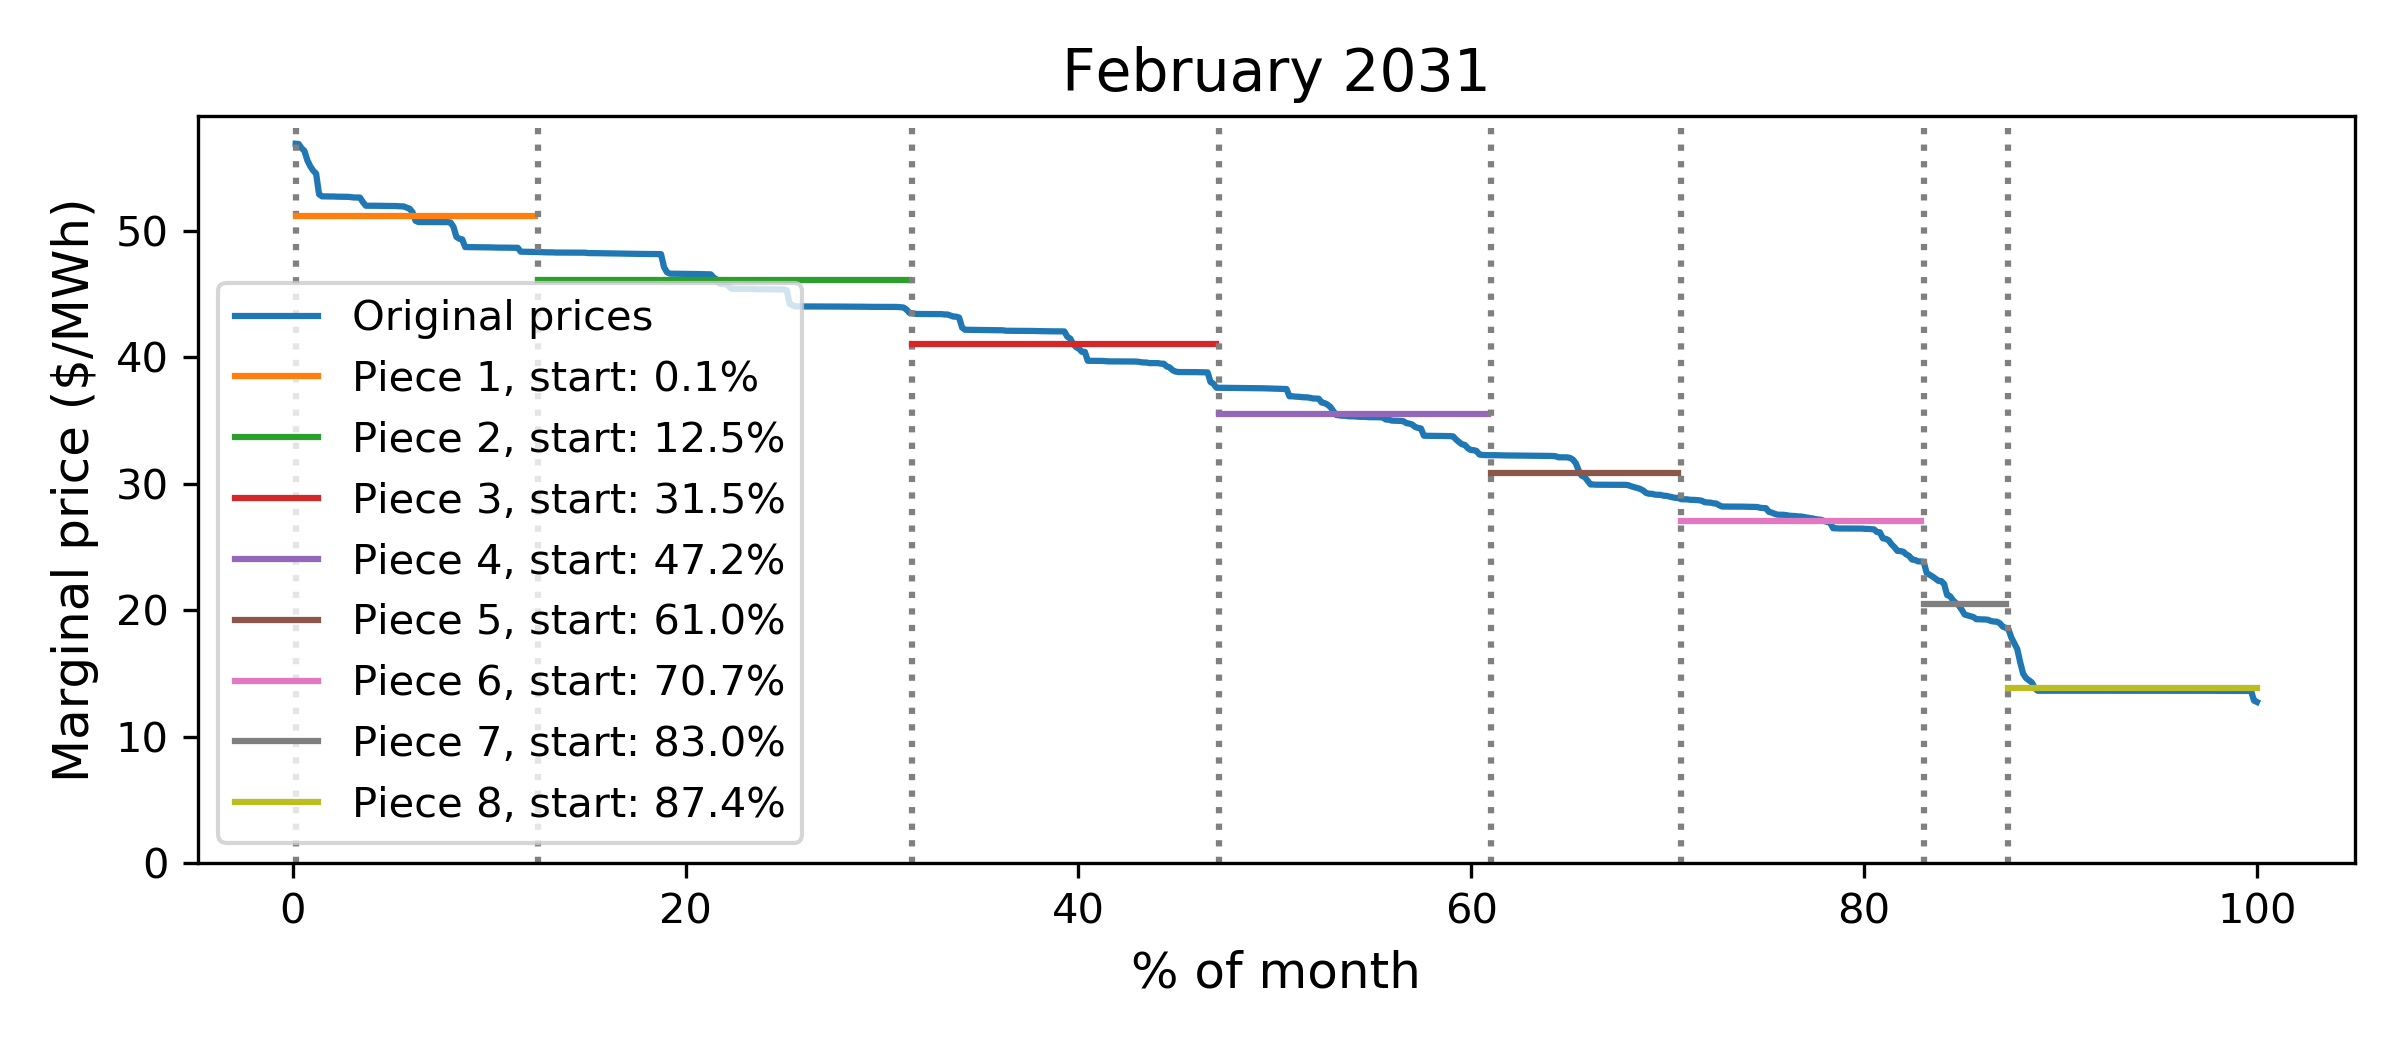 February 2031
Marginal price ($/MWh)
50
40
30
20
10
0
Original prices
Piece 1, start: 0.1%
Piece 2, start: 12.5%
Piece 3, start: 31.5%
Piece 4, start: 47.2%
Piece 5, start: 61.0%
Piece 6, start: 70.7%
Piece 7, start: 83.0%
Piece 8, start: 87.4%
0 20 40 60 80 100
% of month